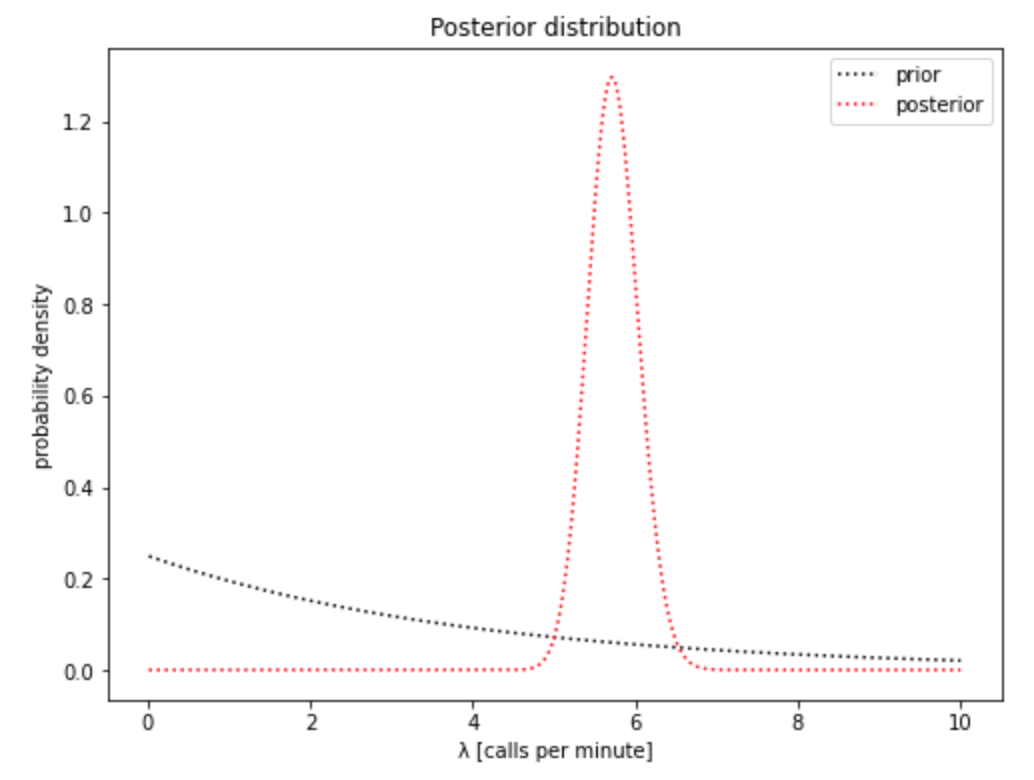 Posterior distribution
prior
posterior
probability density
1.2
1.0
0.8
0.6
0.4
0.2
0.0
0 2 4 6 8 10
λ [calls per minute]